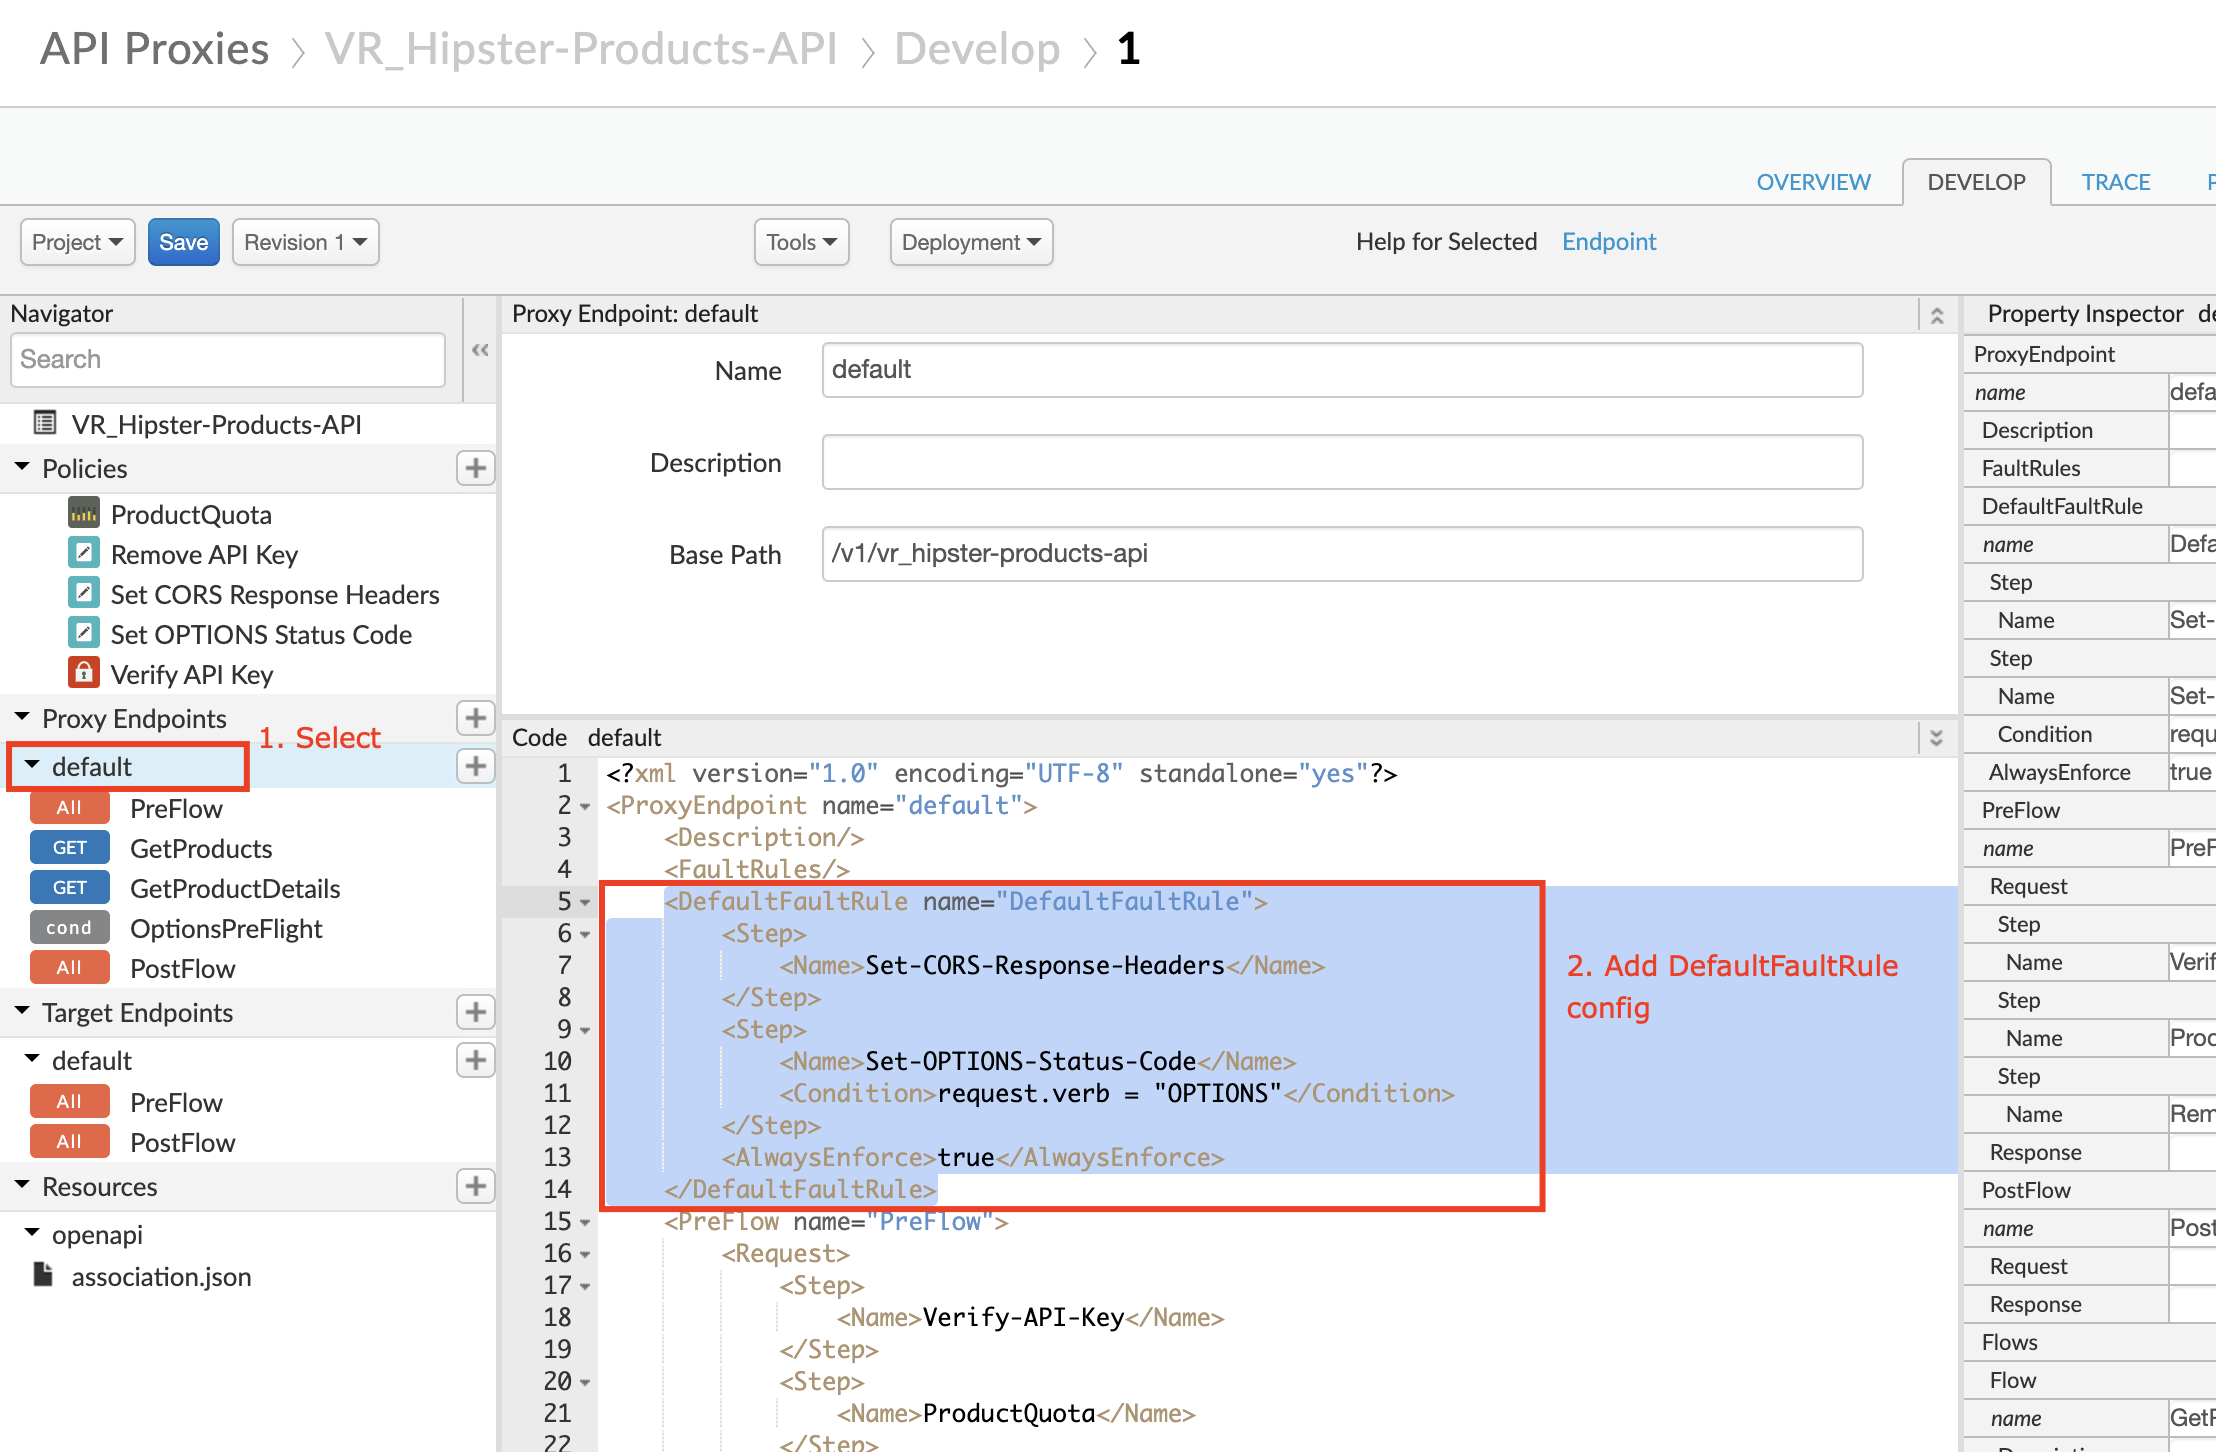 API Proxies > VR_Hipster-Products-API > Develop > 1
OVERVIEW DEVELOP TRACE
Project Save Revision 1 Tools Deployment Help for Selected Endpoint
Navigator
Search
VR_Hipster-Products-API
Policies
ProductQuota
Remove API Key
Set CORS Response Headers
Set OPTIONS Status Code
Verify API Key
Proxy Endpoints
1. Select
default
All PreFlow
GET GetProducts
GET GetProductDetails
cond OptionsPreFlight
All PostFlow
Target Endpoints
default
All PreFlow
All PostFlow
Resources
openapi
association.json
Proxy Endpoint: default
Name default
Description
Base Path /v1/vr_hipster-products-api
Code default
1 <?xml version="1.0" encoding="UTF-8" standalone="yes"?>
2 <ProxyEndpoint name="default">
3 <Description/>
4 <FaultRules/>
5 <DefaultFaultRule name="DefaultFaultRule">
6 <Step>
7 <Name>Set-CORS-Response-Headers</Name>
8 </Step>
9 <Step>
10 <Name>Set-OPTIONS-Status-Code</Name>
11 <Condition>request.verb = "OPTIONS"</Condition>
12 </Step>
13 <AlwaysEnforce>true</AlwaysEnforce>
14 </DefaultFaultRule>
15 <PreFlow name="PreFlow">
16 <Request>
17 <Step>
18 <Name>Verify-API-Key</Name>
19 </Step>
20 <Step>
21 <Name>ProductQuota</Name>
22 </Step>
2. Add DefaultFaultRule
config
Property Inspector
ProxyEndpoint
name
Description
FaultRules
DefaultFaultRule
name
Step
Name Set-
Step
Name Set-
Condition
AlwaysEnforce true
PreFlow
name
Request
Step
Name
Step
Name
Step
Name
Response
PostFlow
name
Request
Response
Flows
Flow
name